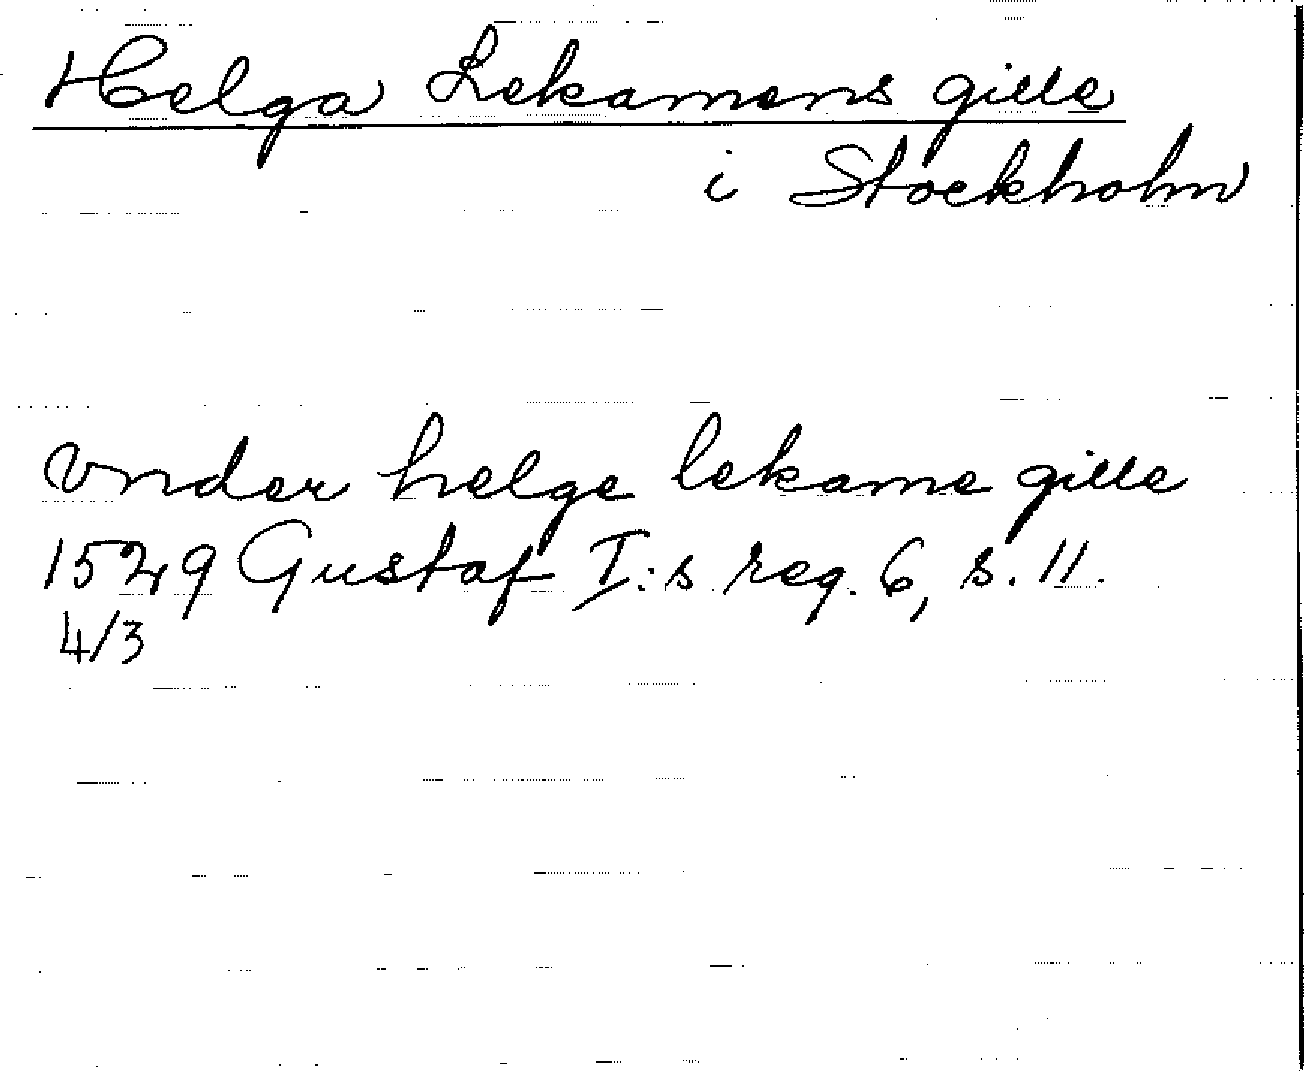 Helga Lekamens gille
i Stockholm
vnder helge lekame gille
1529 Gustaf I:s reg. 6, s. 11.
4/3